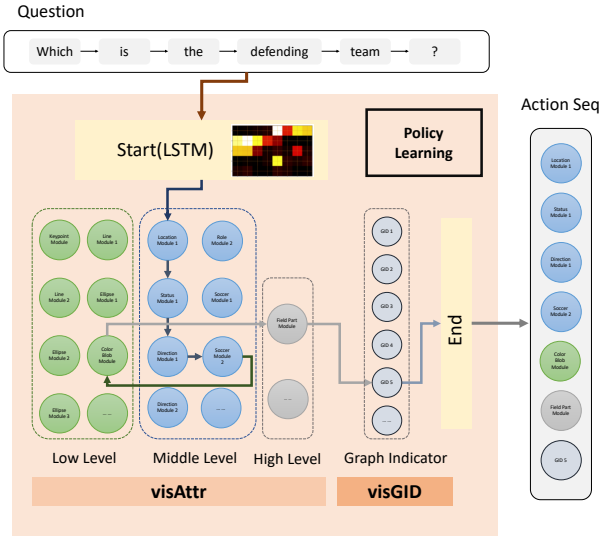 Question
Which is the defending team ?
Action Seq
Start(LSTM)
Policy
Learning
Keypoint
Module
Line
Module 1
Location
Module 1
Role
Module 2
Line
Module 2
Ellipse
Module 1
Status
Module 1
Soccer
Module 1
Ellipse
Module 2
Color
Blob
Module
Direction
Module 1
Soccer
Module
2
Ellipse
Module 3
... ...
Direction
Module 2
... ...
Field Part
Module
... ...
GID 1
GID 2
GID 3
GID 4
GID 5
... ...
End
Low Level
Middle Level
High Level
Graph Indicator
visAttr
visGID
Location
Module 1
Status
Module 1
Direction
Module 1
Soccer
Module 2
Color
Blob
Module
Field Part
Module
GID 5